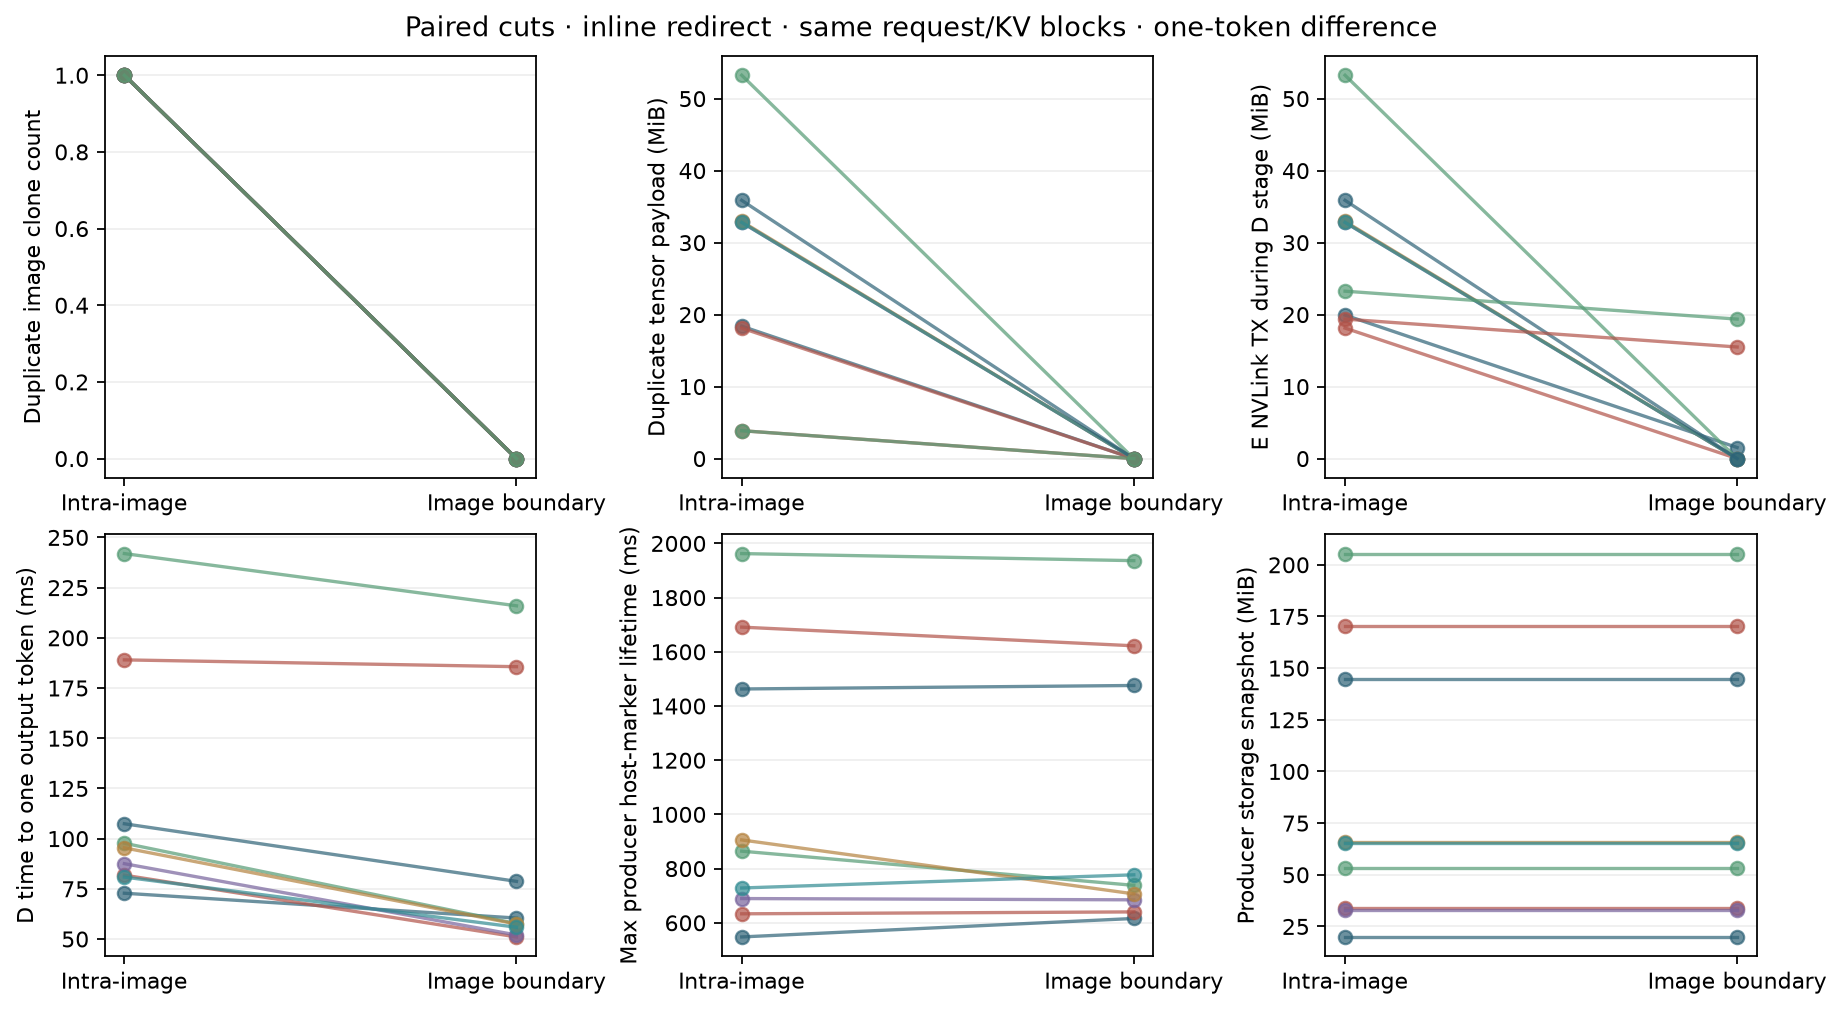 Paired cuts · inline redirect · same request/KV blocks · one-token difference
Duplicate image clone count
1.0
0.8
0.6
0.4
0.2
0.0
Intra-image
Image boundary
Duplicate tensor payload (MiB)
50
40
30
20
10
0
Intra-image
Image boundary
E NVLink TX during D stage (MiB)
50
40
30
20
10
0
Intra-image
Image boundary
D time to one output token (ms)
250
225
200
175
150
125
100
75
50
Intra-image
Image boundary
Max producer host-marker lifetime (ms)
2000
1800
1600
1400
1200
1000
800
600
Intra-image
Image boundary
Producer storage snapshot (MiB)
200
175
150
125
100
75
50
25
Intra-image
Image boundary